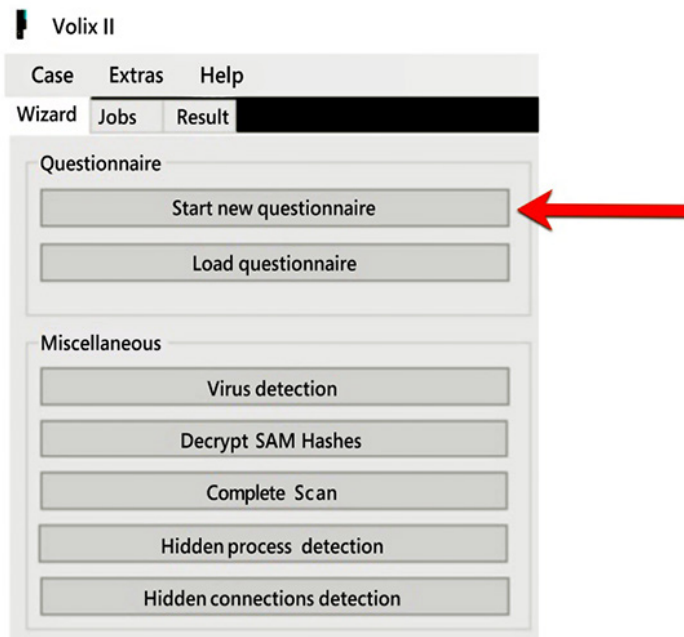 Volix II
Case Extras Help
Wizard Jobs Result
Questionnaire
Start new questionnaire
Load questionnaire
Miscellaneous
Virus detection
Decrypt SAM Hashes
Complete Scan
Hidden process detection
Hidden connections detection